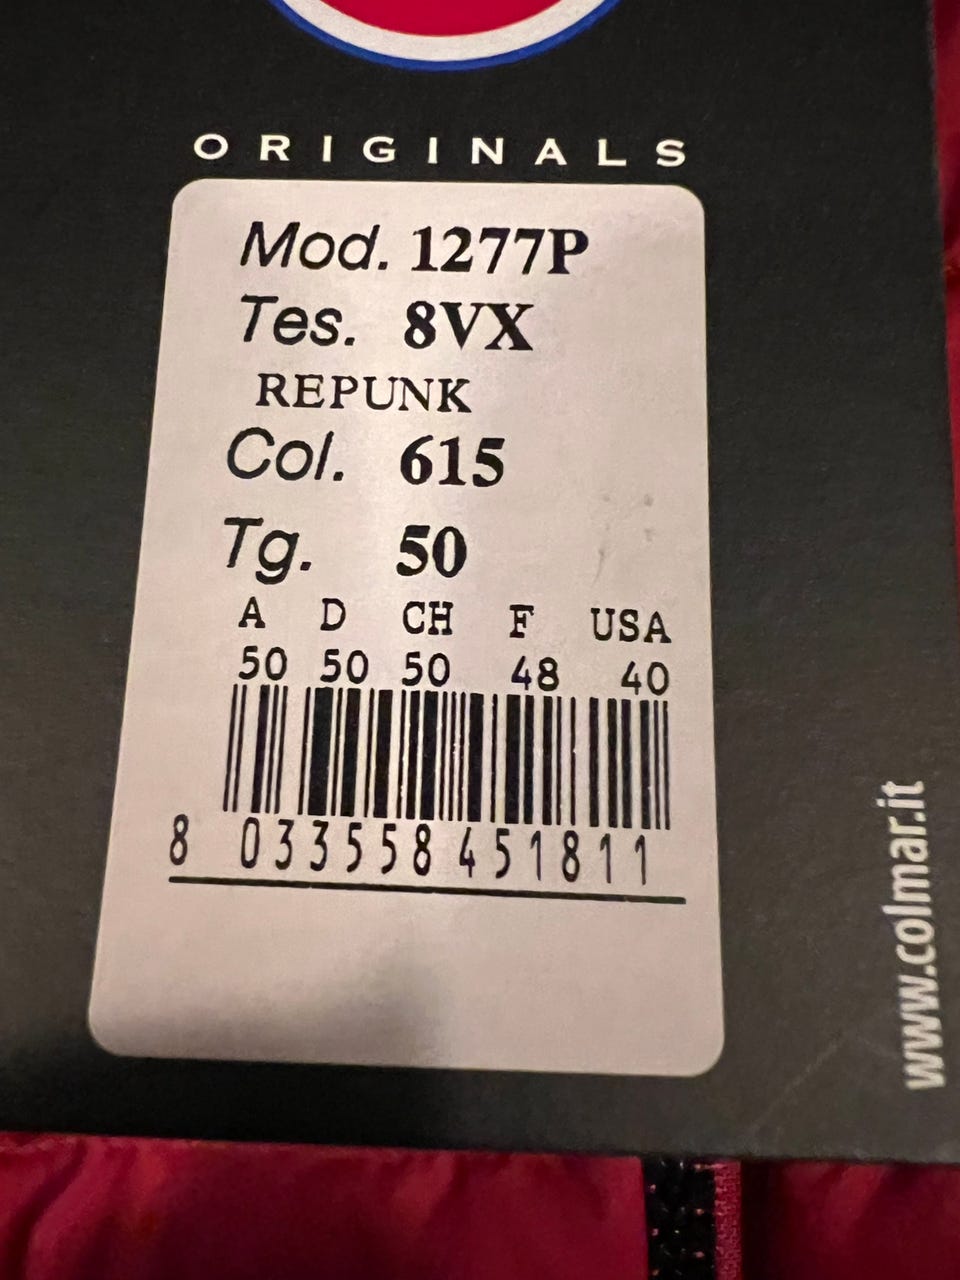 ORIGINALS
Mod. 1277P
Tes. 8VX
REPUNK
Col. 615
Tg. 50
A D CH F USA
50 50 50 48 40
8 033558 451811
www.colmar.it